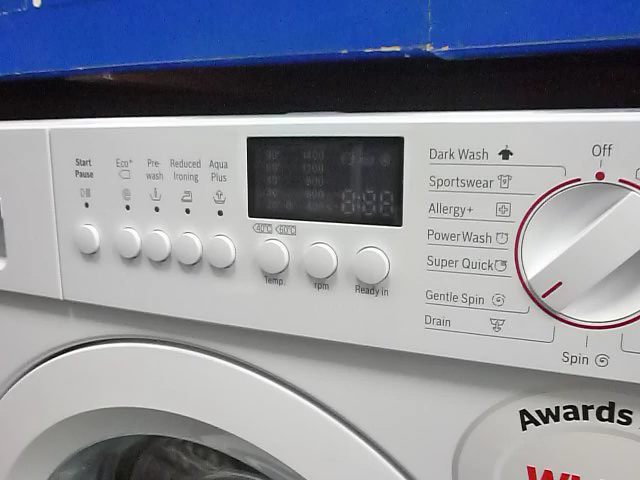 Start
Pause
Eco+
Pre-
wash
Reduced
Ironing
Aqua
Plus
Temp
rpm
Ready in
Dark Wash
Sportswear
Allergy+
PowerWash
Super Quick
Gentle Spin
Drain
Off
Spin
Awards